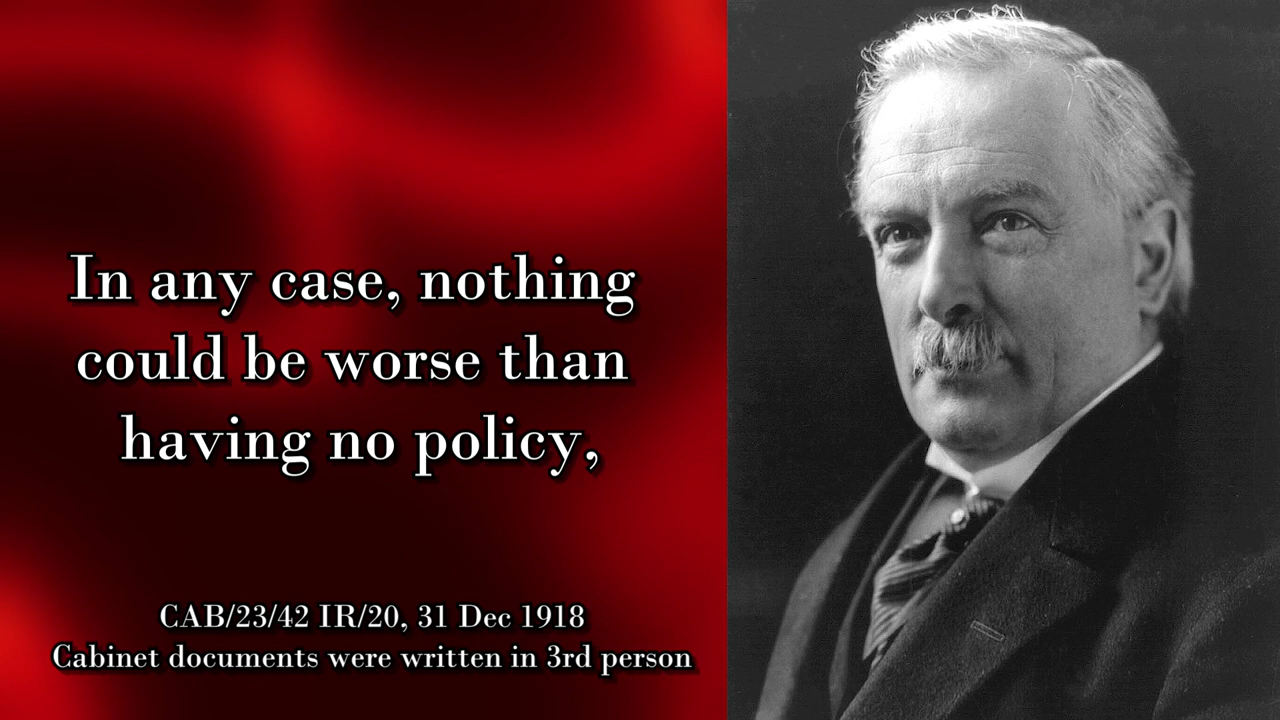 In any case, nothing
could be worse than
having no policy,
CAB/23/42 IR/20, 31 Dec 1918
Cabinet documents were written in 3rd person